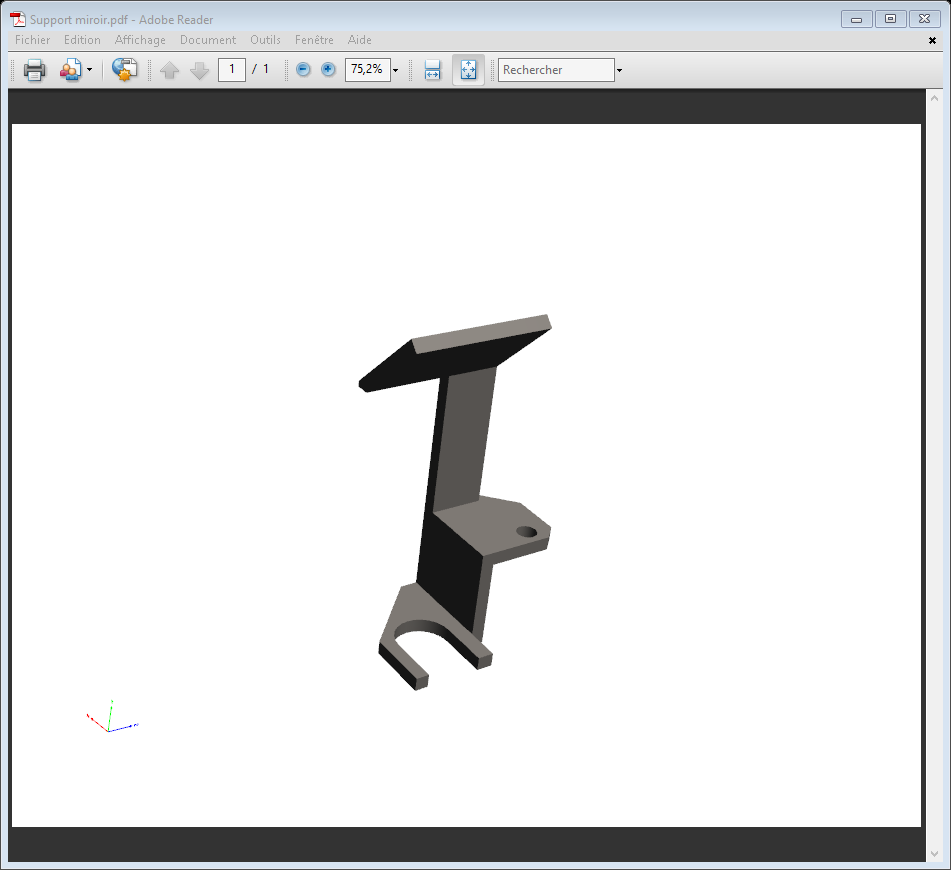 Support miroir.pdf - Adobe Reader
Fichier Edition Affichage Document Outils Fenêtre Aide
1 / 1 75,2% Rechercher